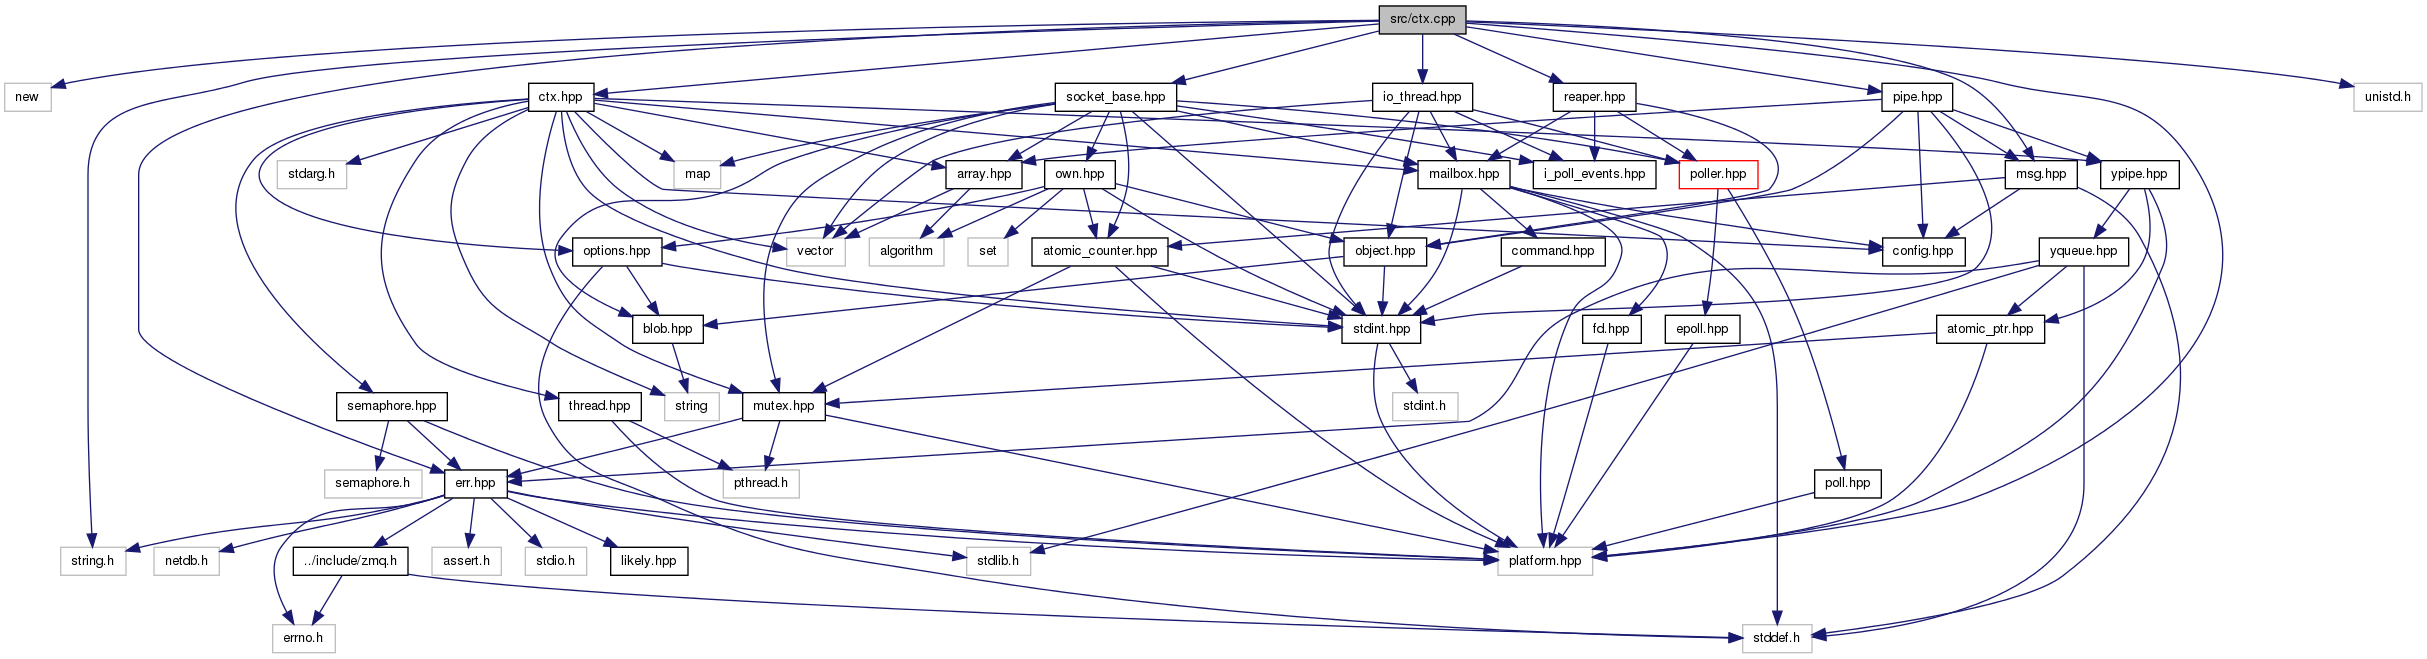 src/ctx.cpp
new
ctx.hpp
socket_base.hpp
io_thread.hpp
reaper.hpp
pipe.hpp
unistd.h
stdarg.h
map
array.hpp
own.hpp
mailbox.hpp
i_poll_events.hpp
poller.hpp
msg.hpp
ypipe.hpp
options.hpp
vector
algorithm
set
atomic_counter.hpp
object.hpp
command.hpp
config.hpp
yqueue.hpp
blob.hpp
stdint.hpp
fd.hpp
epoll.hpp
atomic_ptr.hpp
semaphore.hpp
thread.hpp
string
mutex.hpp
stdint.h
semaphore.h
err.hpp
pthread.h
poll.hpp
string.h
netdb.h
../include/zmq.h
assert.h
stdio.h
likely.hpp
stdlib.h
platform.hpp
errno.h
stddef.h